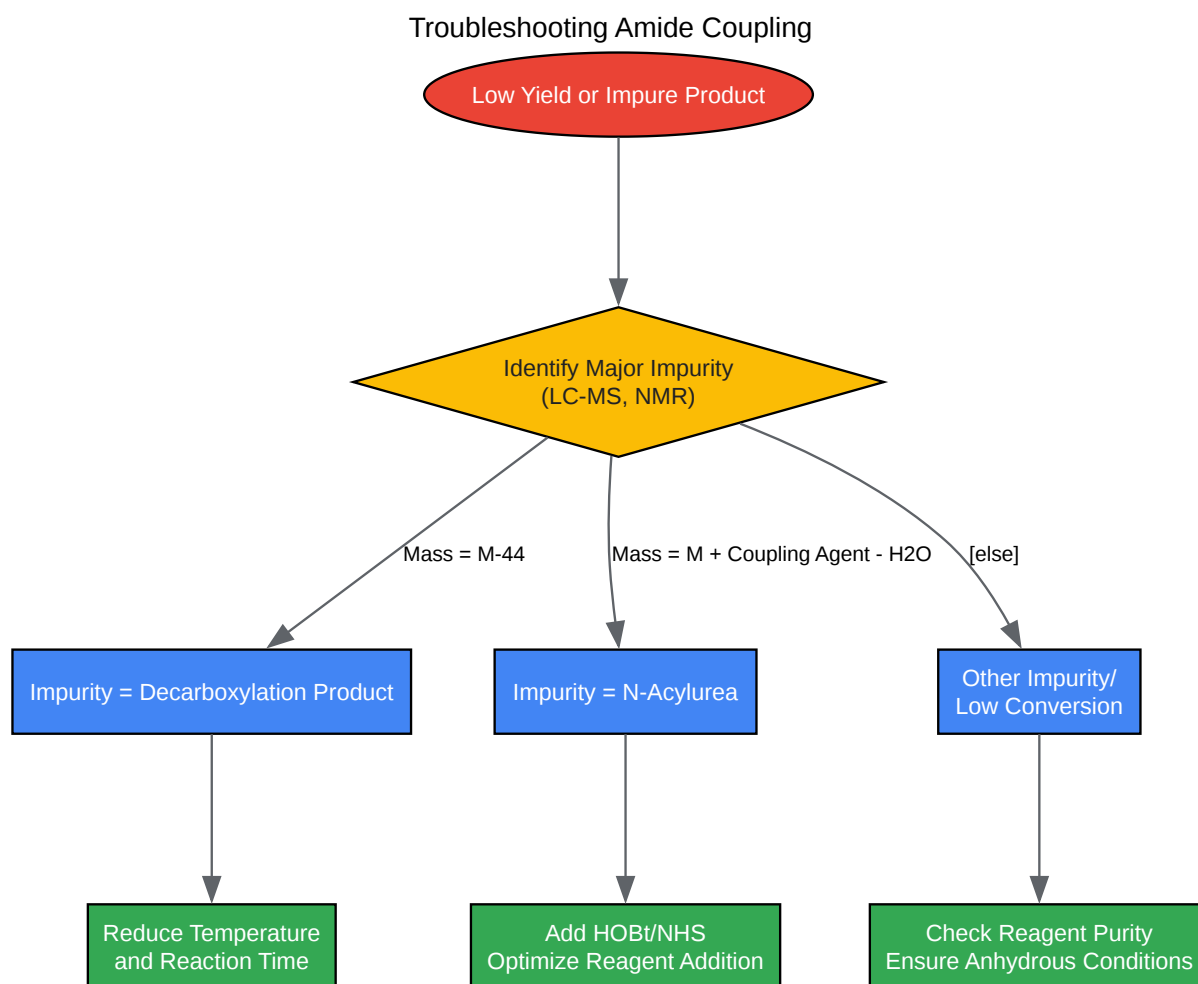 Troubleshooting Amide Coupling
Low Yield or Impure Product
Identify Major Impurity
(LC-MS, NMR)
Mass = M-44
Mass = M + Coupling Agent - H2O
[else]
Impurity = Decarboxylation Product
Impurity = N-Acylurea
Other Impurity/
Low Conversion
Reduce Temperature
and Reaction Time
Add HOBt/NHS
Optimize Reagent Addition
Check Reagent Purity
Ensure Anhydrous Conditions